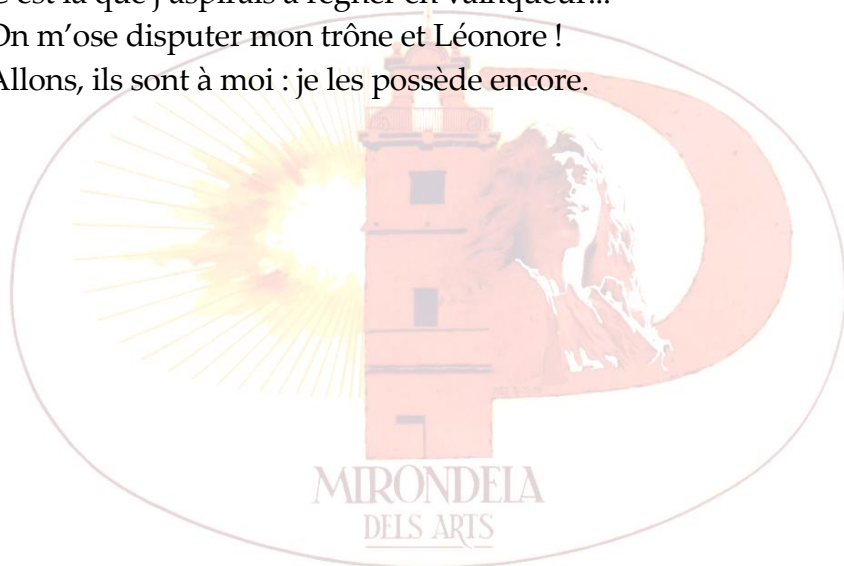 C'est là que j'aspirais à régner en vainqueur...
On m'ose disputer mon trône et Léonore !
Allons, ils sont à moi : je les possède encore.
MIRONDELA
DELS ARTS